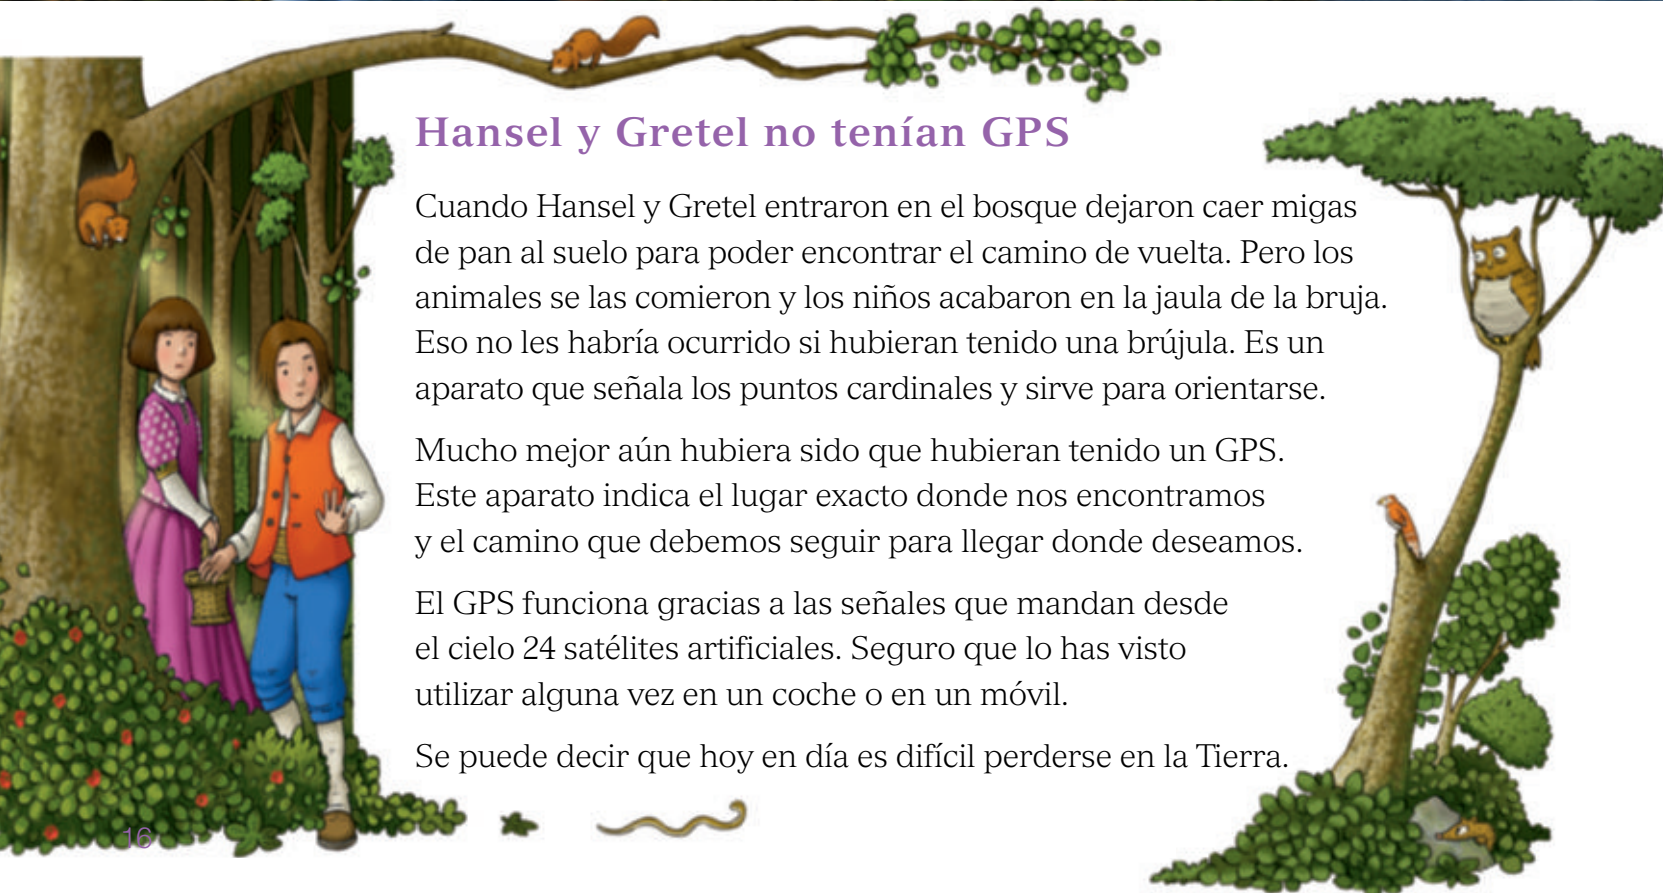 Hansel y Gretel no tenían GPS
Cuando Hansel y Gretel entraron en el bosque dejaron caer migas
de pan al suelo para poder encontrar el camino de vuelta. Pero los
animales se las comieron y los niños acabaron en la jaula de la bruja.
Eso no les habría ocurrido si hubieran tenido una brújula. Es un
aparato que señala los puntos cardinales y sirve para orientarse.
Mucho mejor aún hubiera sido que hubieran tenido un GPS.
Este aparato indica el lugar exacto donde nos encontramos
y el camino que debemos seguir para llegar donde deseamos.
El GPS funciona gracias a las señales que mandan desde
el cielo 24 satélites artificiales. Seguro que lo has visto
utilizar alguna vez en un coche o en un móvil.
Se puede decir que hoy en día es difícil perderse en la Tierra.
16